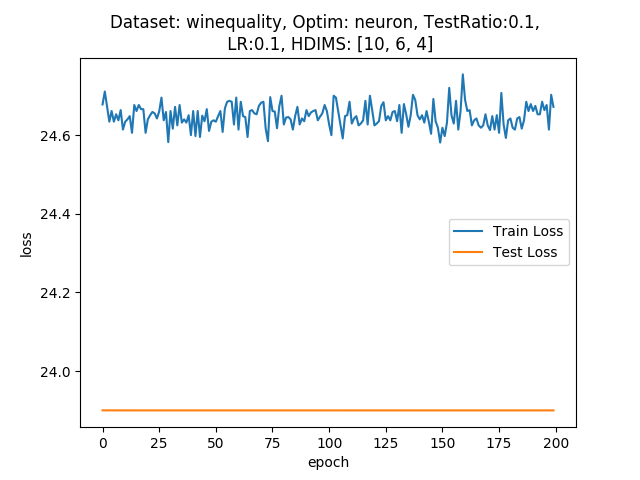 Dataset: winequality, Optim: neuron, TestRatio:0.1,
LR:0.1, HDIMS: [10, 6, 4]
24.6
24.4
24.2
24.0
loss
Train Loss
Test Loss
0 25 50 75 100 125 150 175 200
epoch